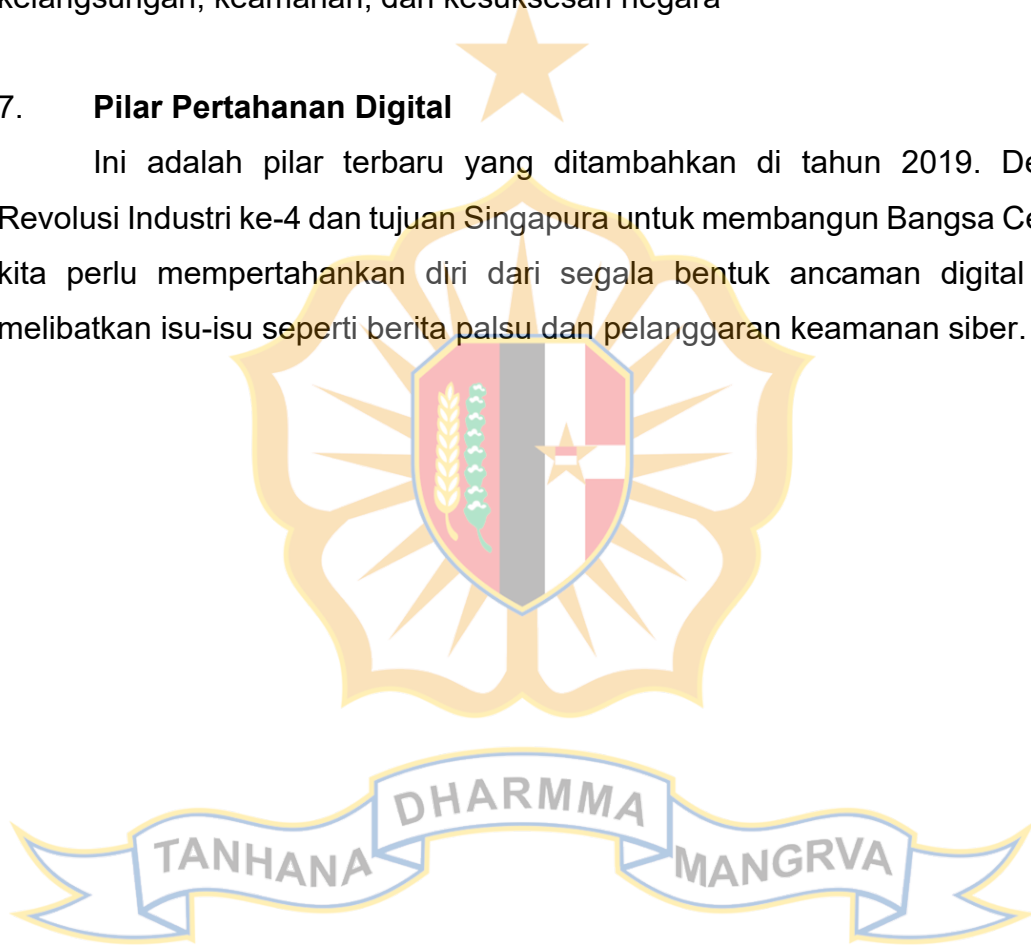 kelangsungan, keamanan, dan kesuksesan negara
7. Pilar Pertahanan Digital
Ini adalah pilar terbaru yang ditambahkan di tahun 2019. De
Revolusi Industri ke-4 dan tujuan Singapura untuk membangun Bangsa Ce
kita perlu mempertahankan diri dari segala bentuk ancaman digital
melibatkan isu-isu seperti berita palsu dan pelanggaran keamanan siber.
TANHANA DHARMMA MANGRVA